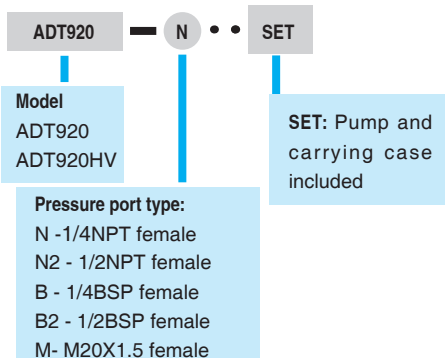 ADT920 — N • • SET
Model
ADT920
ADT920HV
SET: Pump and
carrying case
included
Pressure port type:
N -1/4NPT female
N2 - 1/2NPT female
B - 1/4BSP female
B2 - 1/2BSP female
M- M20X1.5 female